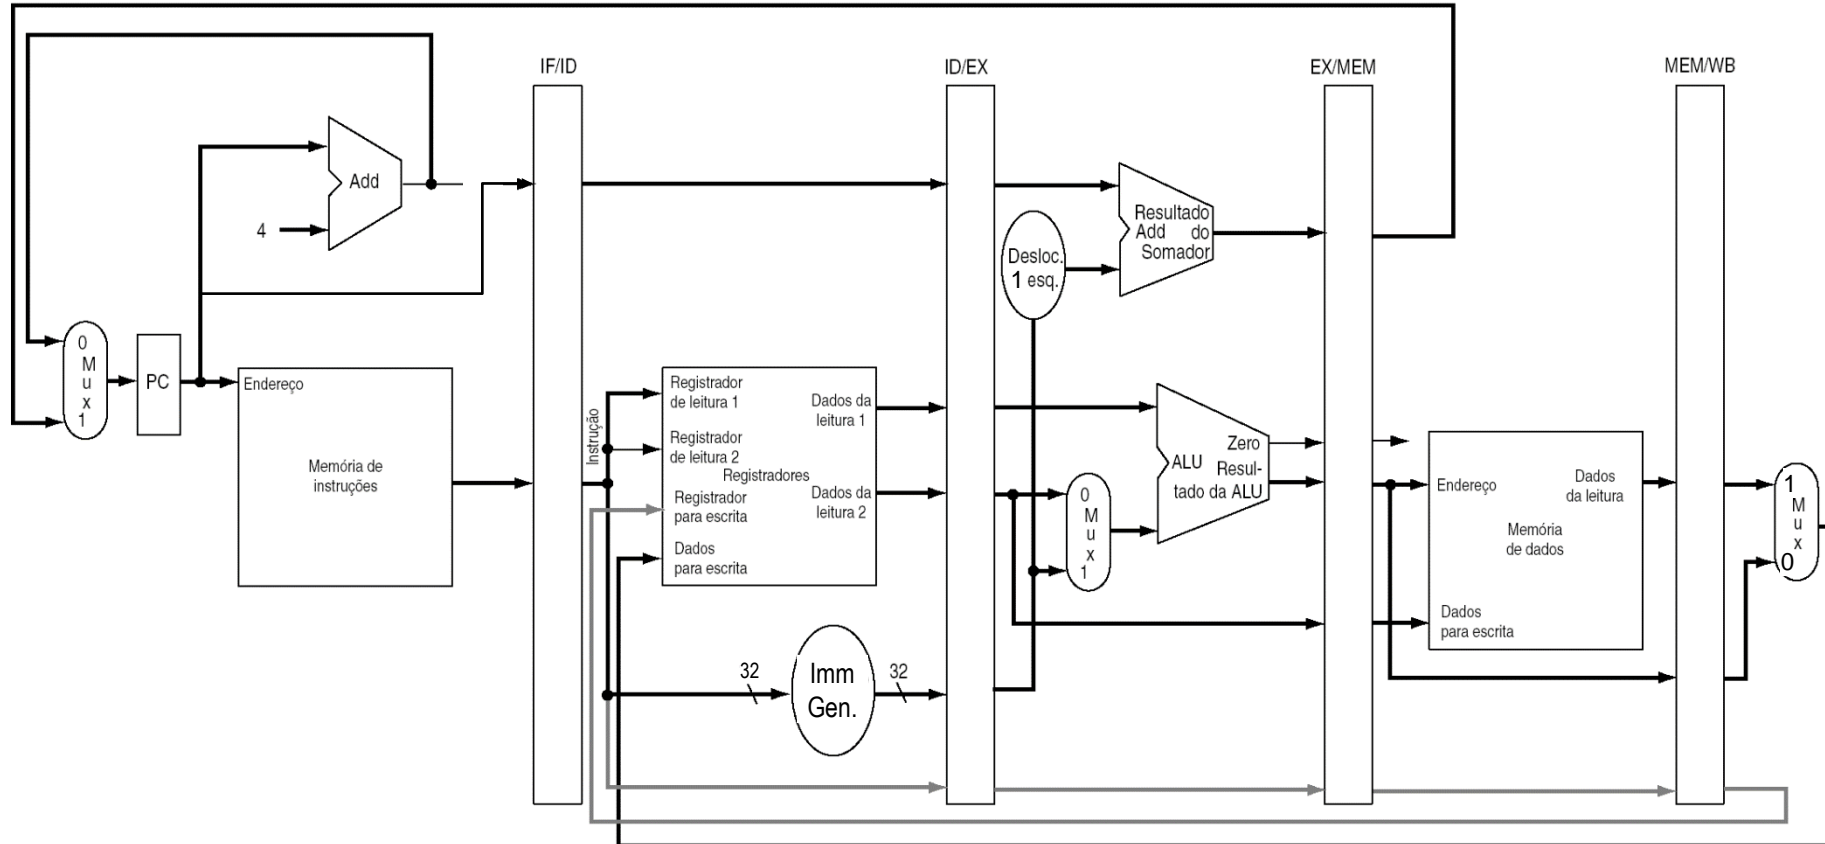 IF/ID
ID/EX
EX/MEM
MEM/WB
Add
4
Resultado
Add do
Somador
Desloc.
1 esq.
0
M
u
x
1
PC
Endereço
Memória de
instruções
Instrução
Registrador
de leitura 1
Registrador
de leitura 2
Registradores
Registrador
para escrita
Dados
para escrita
Dados da
leitura 1
Dados da
leitura 2
0
M
u
x
1
Zero
ALU
Resul-
tado da ALU
Endereço
Dados
da leitura
Memória
de dados
Dados
para escrita
1
M
u
x
0
32
Imm
Gen.
32